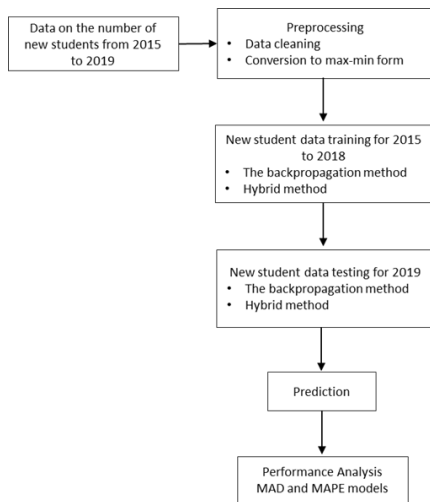 Data on the number of
new students from 2015
to 2019
Preprocessing
• Data cleaning
• Conversion to max-min form
New student data training for 2015
to 2018
• The backpropagation method
• Hybrid method
New student data testing for 2019
• The backpropagation method
• Hybrid method
Prediction
Performance Analysis
MAD and MAPE models